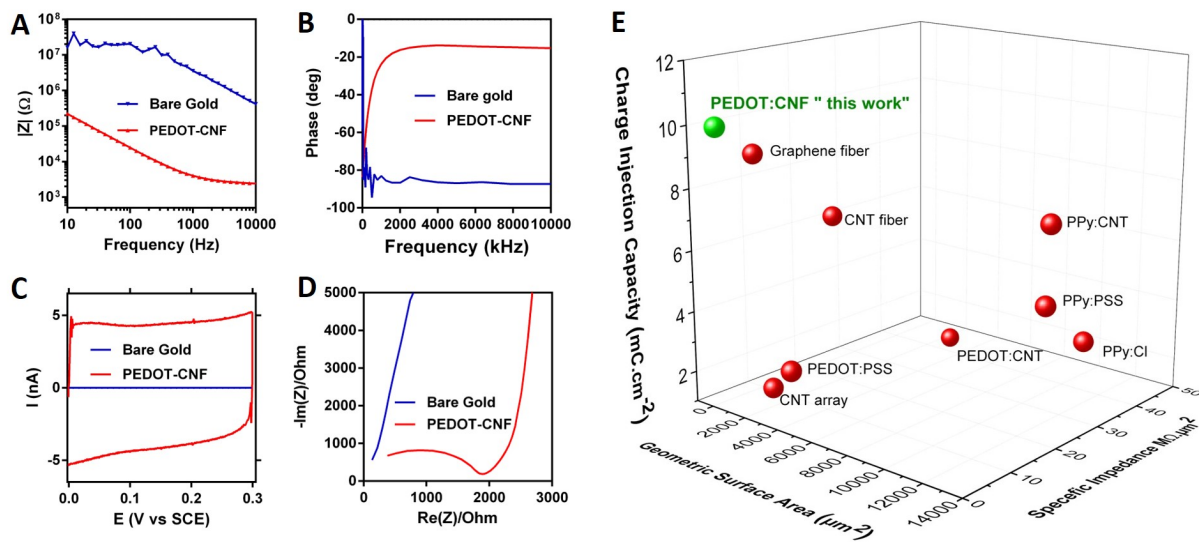 A
10^8
10^7
10^6
10^5
10^4
10^3
|Z| (Ω)
Bare Gold
PEDOT-CNF
10 100 1000 10000
Frequency (Hz)
B
0
-20
-40
-60
-80
-100
Phase (deg)
Bare gold
PEDOT-CNF
0 2000 4000 6000 8000 10000
Frequency (kHz)
C
5
0
-5
I (nA)
Bare Gold
PEDOT-CNF
0.0 0.1 0.2 0.3
E (V vs SCE)
D
5000
4000
3000
2000
1000
0
-Im(Z)/Ohm
Bare Gold
PEDOT-CNF
0 1000 2000 3000
Re(Z)/Ohm
E
Charge Injection Capacity (mC.cm⁻²)
12
10
8
6
4
2
PEDOT:CNF " this work"
Graphene fiber
CNT fiber
PPy:CNT
PPy:PSS
PPy:Cl
PEDOT:CNT
PEDOT:PSS
CNT array
0 2000 4000 6000 8000 10000 12000 14000
Geometric Surface Area (µm²)
0 10 20 30 40 50
Specefic Impedance MΩ.µm²